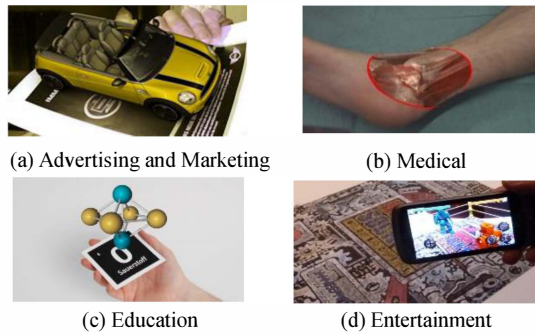 (a) Advertising and Marketing
(b) Medical
O
Sauerstoff
(c) Education
(d) Entertainment